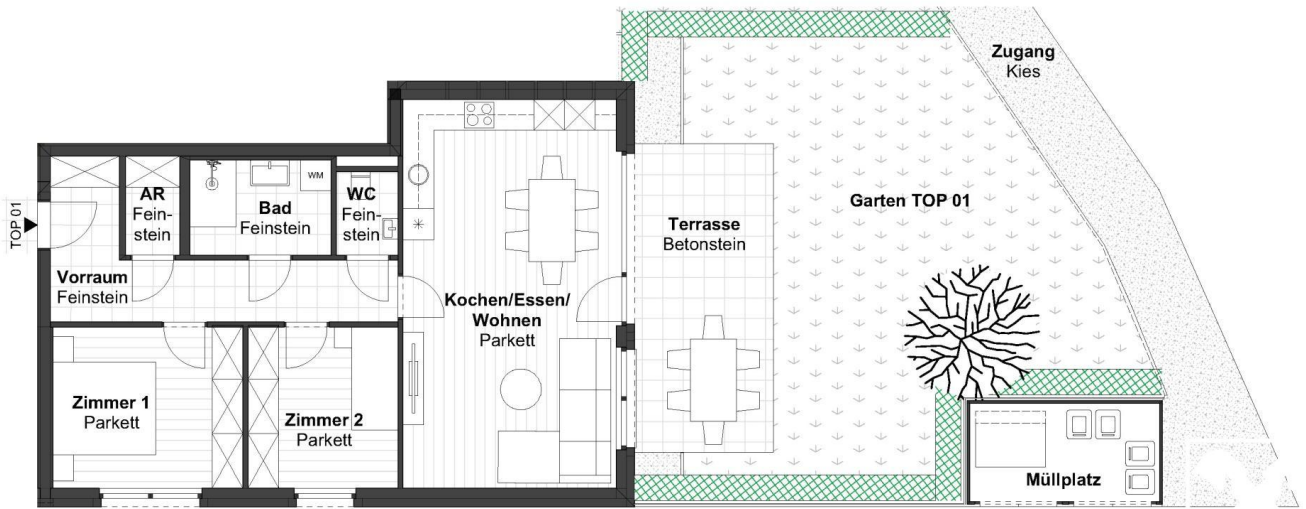 Zugang
Kies
TOP 01
AR
Fein-
stein
Bad
Feinstein
WM
WC
Fein-
stein
Vorraum
Feinstein
Kochen/Essen/
Wohnen
Parkett
Terrasse
Betonstein
Garten TOP 01
Zimmer 1
Parkett
Zimmer 2
Parkett
Müllplatz